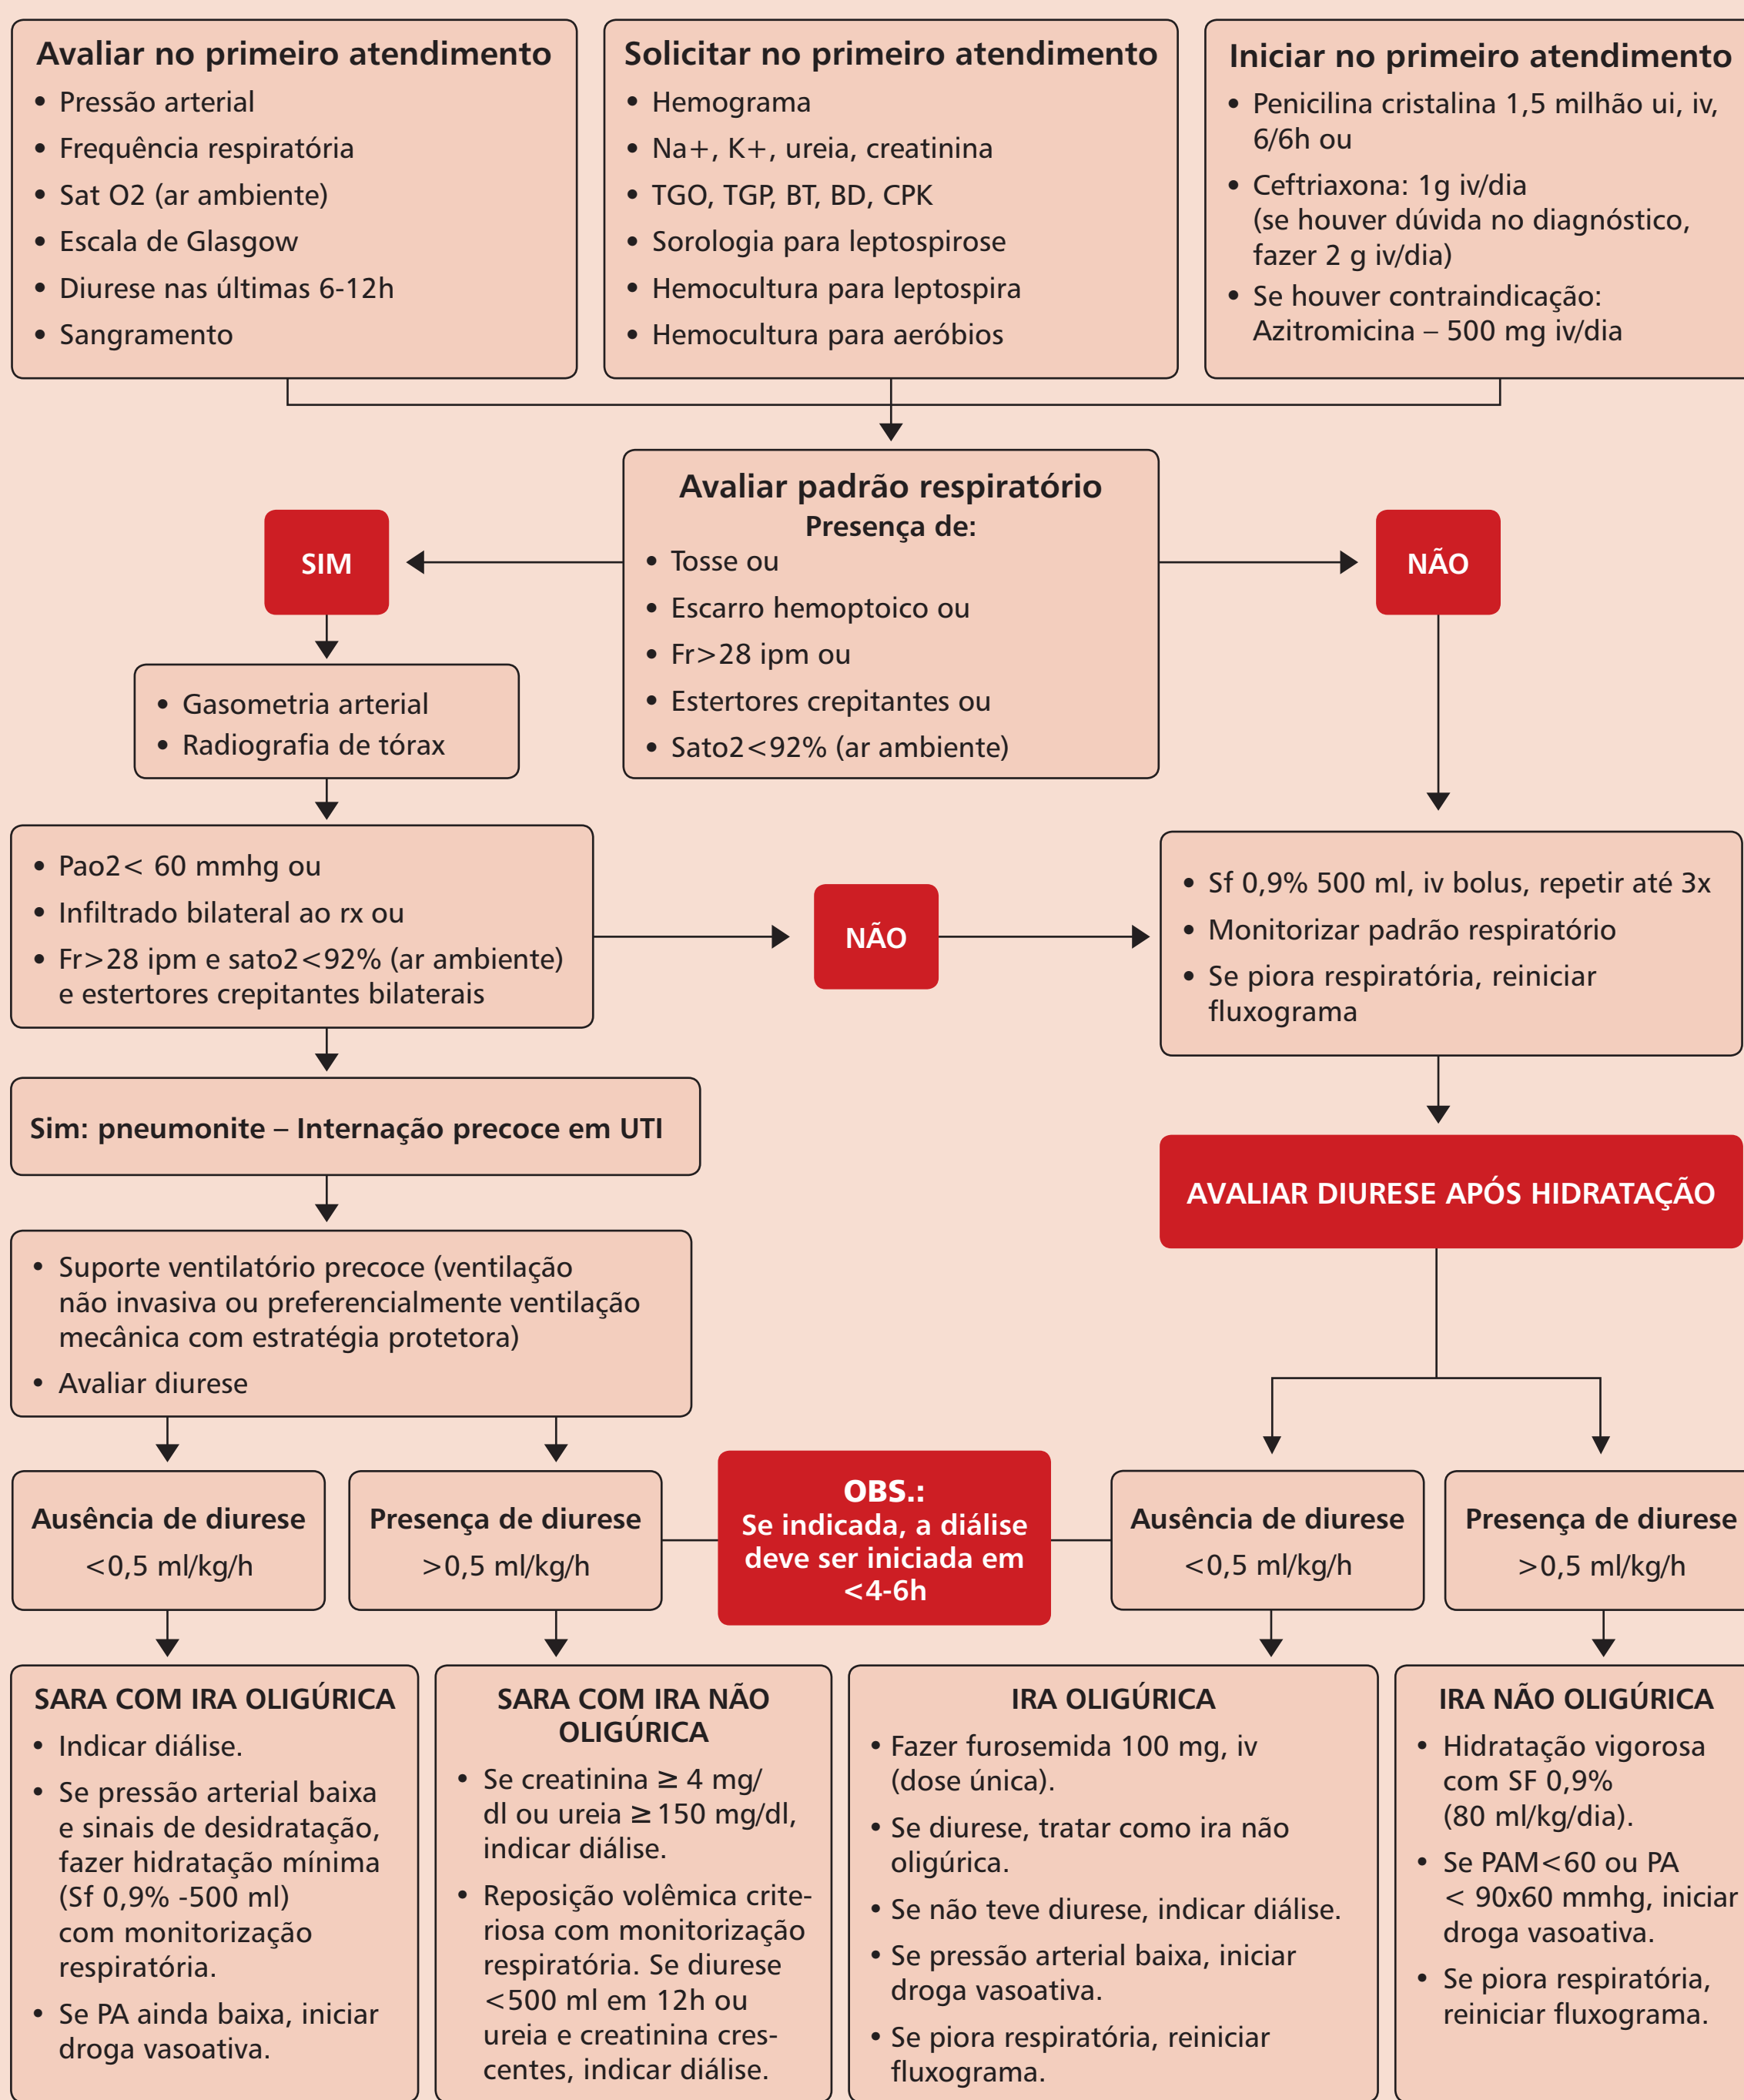 Avaliar no primeiro atendimento
• Pressão arterial
• Frequência respiratória
• Sat O2 (ar ambiente)
• Escala de Glasgow
• Diurese nas últimas 6-12h
• Sangramento
Solicitar no primeiro atendimento
• Hemograma
• Na+, K+, ureia, creatinina
• TGO, TGP, BT, BD, CPK
• Sorologia para leptospirose
• Hemocultura para leptospira
• Hemocultura para aeróbios
Iniciar no primeiro atendimento
• Penicilina cristalina 1,5 milhão ui, iv,
6/6h ou
• Ceftriaxona: 1g iv/dia
(se houver dúvida no diagnóstico,
fazer 2 g iv/dia)
• Se houver contraindicação:
Azitromicina – 500 mg iv/dia
Avaliar padrão respiratório
Presença de:
• Tosse ou
• Escarro hemoptoico ou
• Fr>28 ipm ou
• Estertores crepitantes ou
• Sato2<92% (ar ambiente)
SIM
NÃO
• Gasometria arterial
• Radiografia de tórax
• Pao2< 60 mmhg ou
• Infiltrado bilateral ao rx ou
• Fr>28 ipm e sato2<92% (ar ambiente)
e estertores crepitantes bilaterais
NÃO
• Sf 0,9% 500 ml, iv bolus, repetir até 3x
• Monitorizar padrão respiratório
• Se piora respiratória, reiniciar
fluxograma
Sim: pneumonite – Internação precoce em UTI
AVALIAR DIURESE APÓS HIDRATAÇÃO
• Suporte ventilatório precoce (ventilação
não invasiva ou preferencialmente ventilação
mecânica com estratégia protetora)
• Avaliar diurese
Ausência de diurese
<0,5 ml/kg/h
Presença de diurese
>0,5 ml/kg/h
OBS.:
Se indicada, a diálise
deve ser iniciada em
<4-6h
Ausência de diurese
<0,5 ml/kg/h
Presença de diurese
>0,5 ml/kg/h
SARA COM IRA OLIGÚRICA
• Indicar diálise.
• Se pressão arterial baixa
e sinais de desidratação,
fazer hidratação mínima
(Sf 0,9% -500 ml)
com monitorização
respiratória.
• Se PA ainda baixa, iniciar
droga vasoativa.
SARA COM IRA NÃO
OLIGÚRICA
• Se creatinina ≥ 4 mg/
dl ou ureia ≥ 150 mg/dl,
indicar diálise.
• Reposição volêmica crite-
riosa com monitorização
respiratória. Se diurese
<500 ml em 12h ou
ureia e creatinina cres-
centes, indicar diálise.
IRA OLIGÚRICA
• Fazer furosemida 100 mg, iv
(dose única).
• Se diurese, tratar como ira não
oligúrica.
• Se não teve diurese, indicar diálise.
• Se pressão arterial baixa, iniciar
droga vasoativa.
• Se piora respiratória, reiniciar
fluxograma.
IRA NÃO OLIGÚRICA
• Hidratação vigorosa
com SF 0,9%
(80 ml/kg/dia).
• Se PAM<60 ou PA
< 90x60 mmhg, iniciar
droga vasoativa.
• Se piora respiratória,
reiniciar fluxograma.